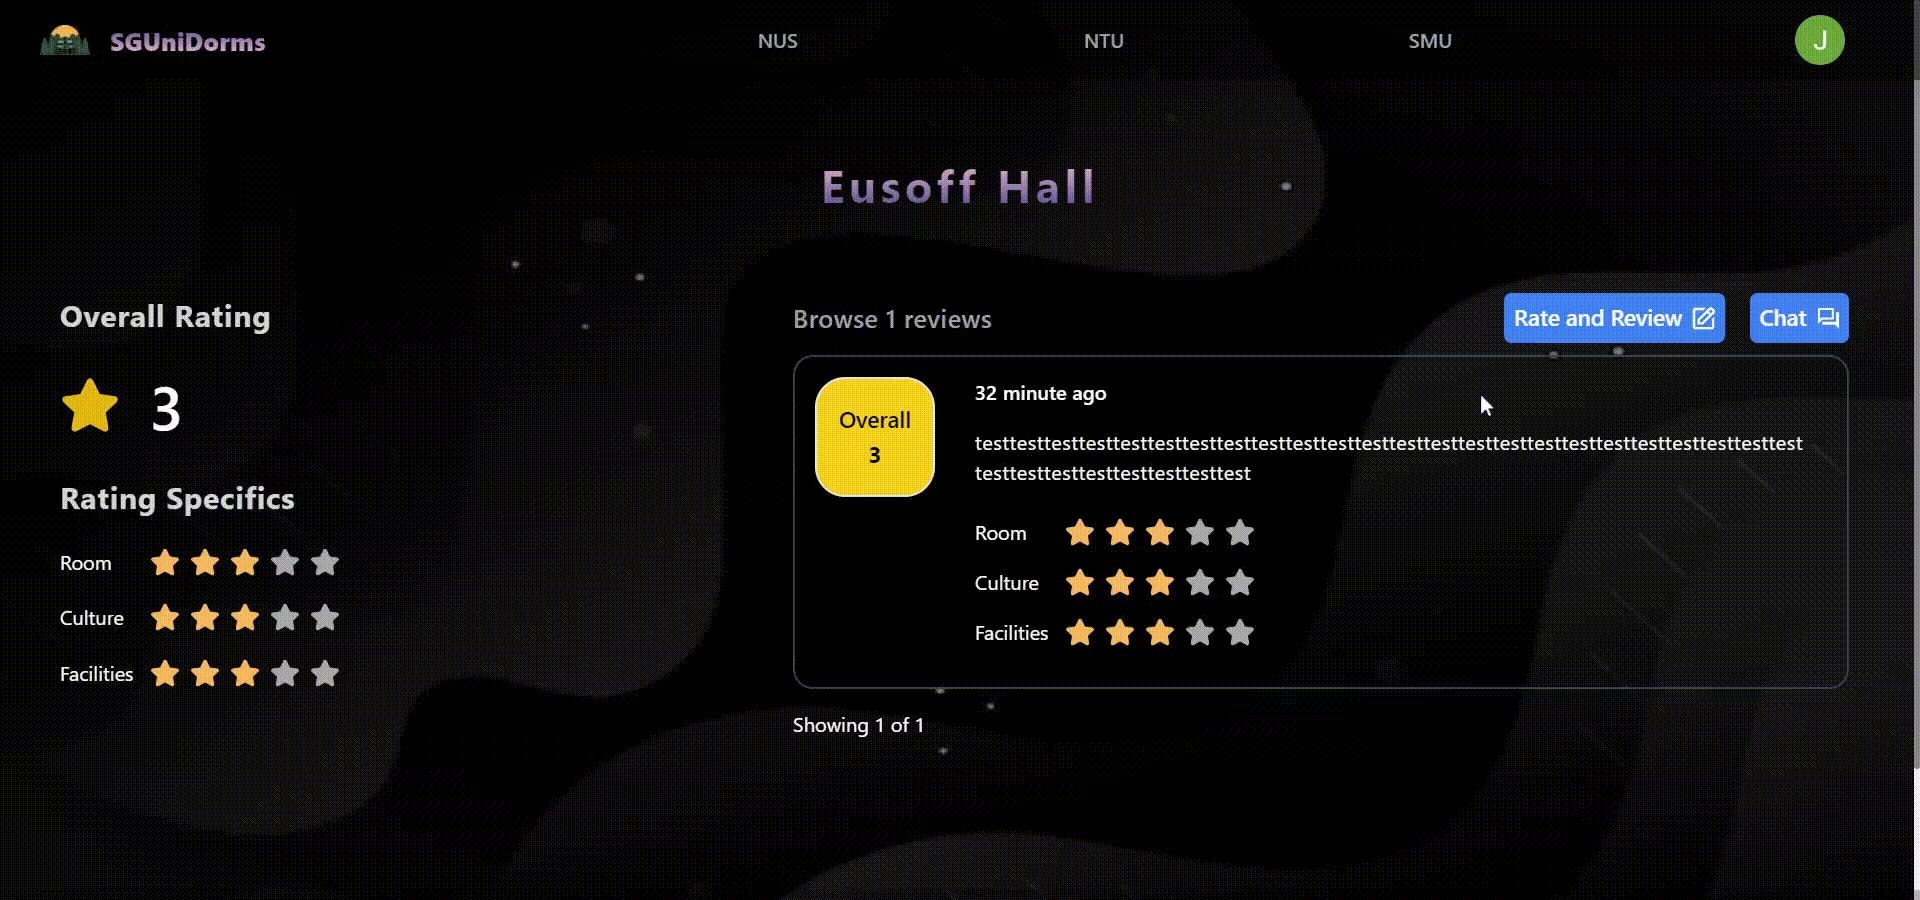 SGUniDorms
NUS
NTU
SMU
J
Eusoff Hall
Overall Rating
3
Rating Specifics
Room
Culture
Facilities
Browse 1 reviews
Rate and Review
Chat
Overall
3
32 minute ago
testtesttesttesttesttesttesttesttesttesttesttesttesttesttesttesttesttesttesttesttesttesttesttest
testtesttesttesttesttesttesttest
Room
Culture
Facilities
Showing 1 of 1